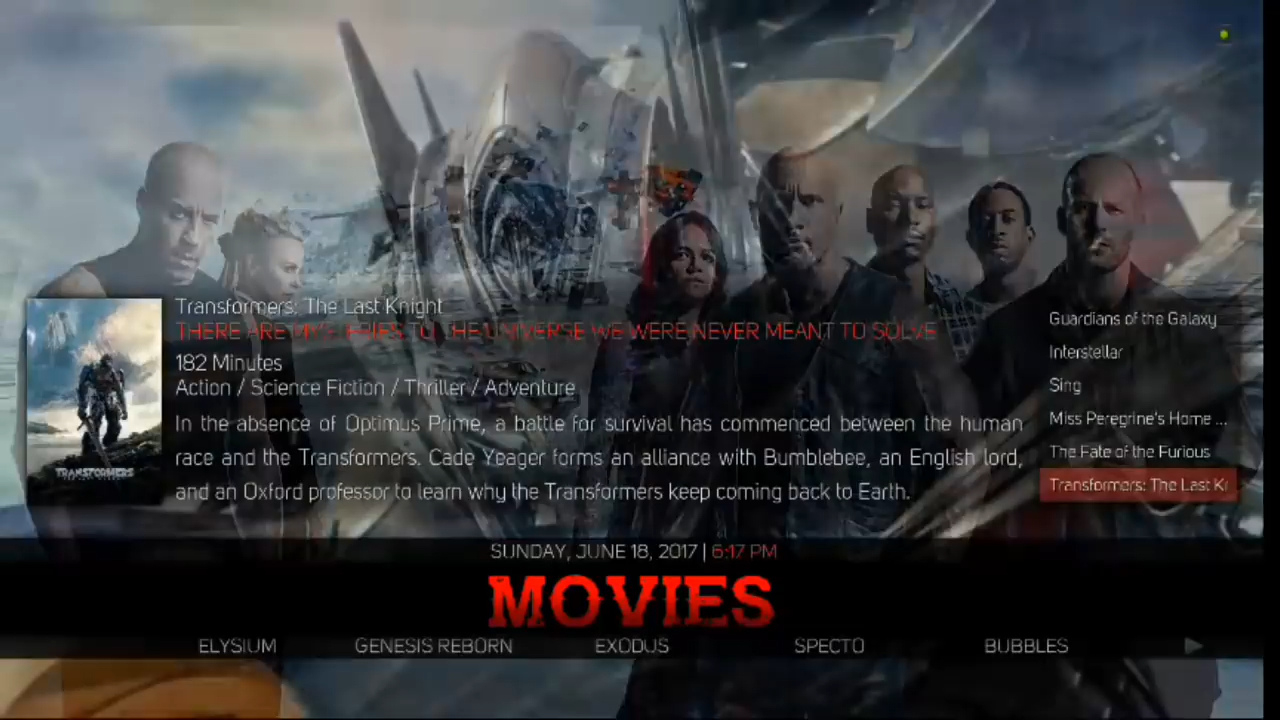 Transformers: The Last Knight
THERE ARE MYSTERIES TO THE UNIVERSE WE WERE NEVER MEANT TO SOLVE
182 Minutes
Action / Science Fiction / Thriller / Adventure
In the absence of Optimus Prime, a battle for survival has commenced between the human
race and the Transformers. Cade Yeager forms an alliance with Bumblebee, an English lord,
and an Oxford professor to learn why the Transformers keep coming back to Earth.
TRANSFORMERS
Guardians of the Galaxy
Interstellar
Sing
Miss Peregrine's Home ...
The Fate of the Furious
Transformers: The Last Kr
SUNDAY, JUNE 18, 2017 | 6:17 PM
MOVIES
ELYSIUM GENESIS REBORN EXODUS SPECTO BUBBLES